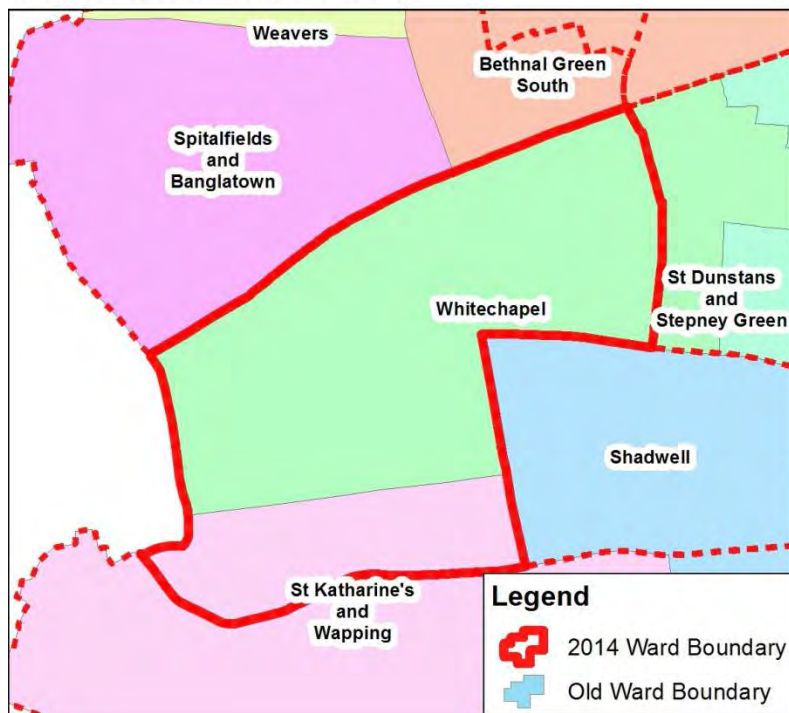 Weavers
Bethnal Green
South
Spitalfields
and
Banglatown
St Dunstans
and
Stepney Green
Whitechapel
Shadwell
St Katharine's
and
Wapping
Legend
2014 Ward Boundary
Old Ward Boundary